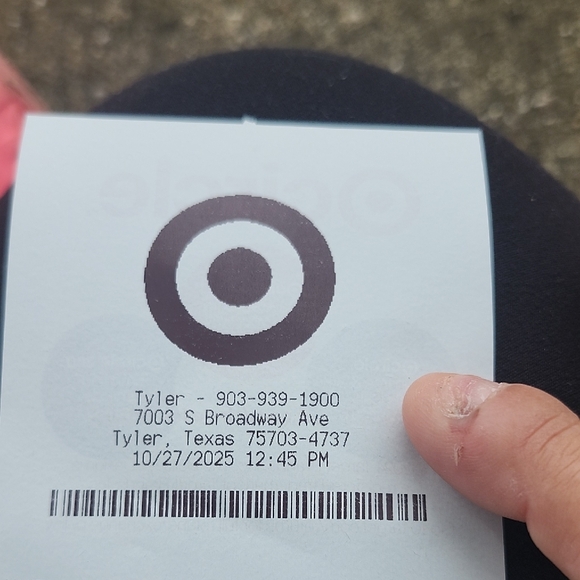 Tyler - 903-939-1900
7003 S Broadway Ave
Tyler, Texas 75703-4737
10/27/2025 12:45 PM